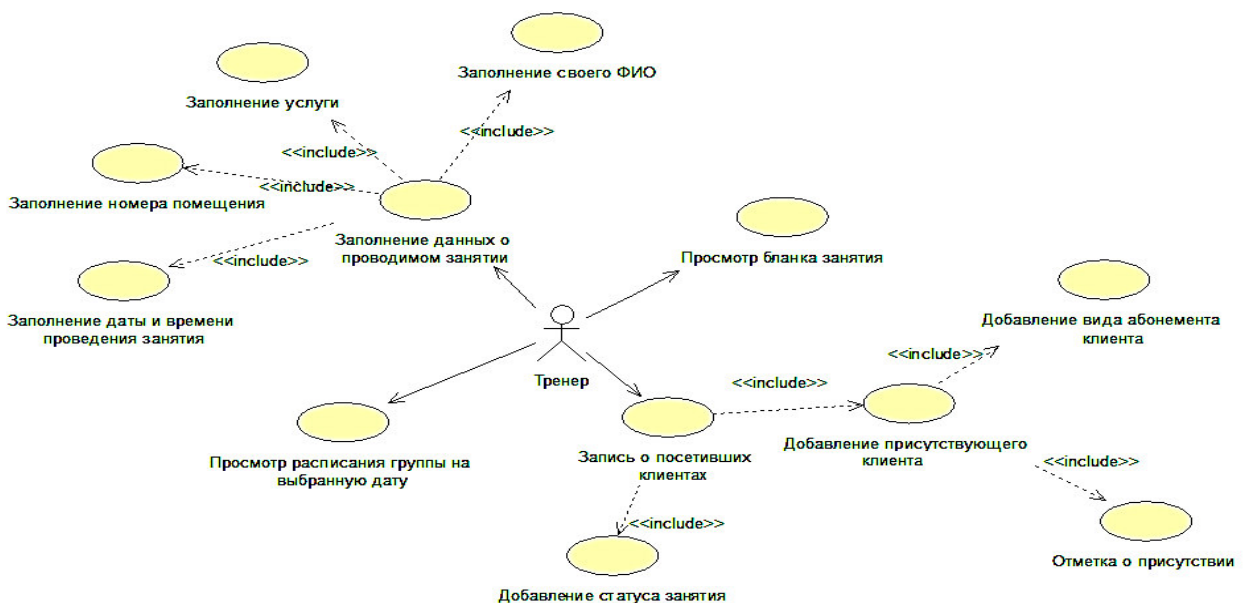 Заполнение своего ФИО
Заполнение услуги
<<include>>
<<include>>
<<include>>
Заполнение номера помещения
Заполнение данных о
проводимом занятии
<<include>>
Просмотр бланка занятия
Заполнение даты и времени
проведения занятия
Добавление вида абонемента
клиента
<<include>>
Тренер
<<include>>
Добавление присутствующего
клиента
Просмотр расписания группы на
выбранную дату
Запись о посетивших
клиентах
<<include>>
<<include>>
Отметка о присутствии
Добавление статуса занятия